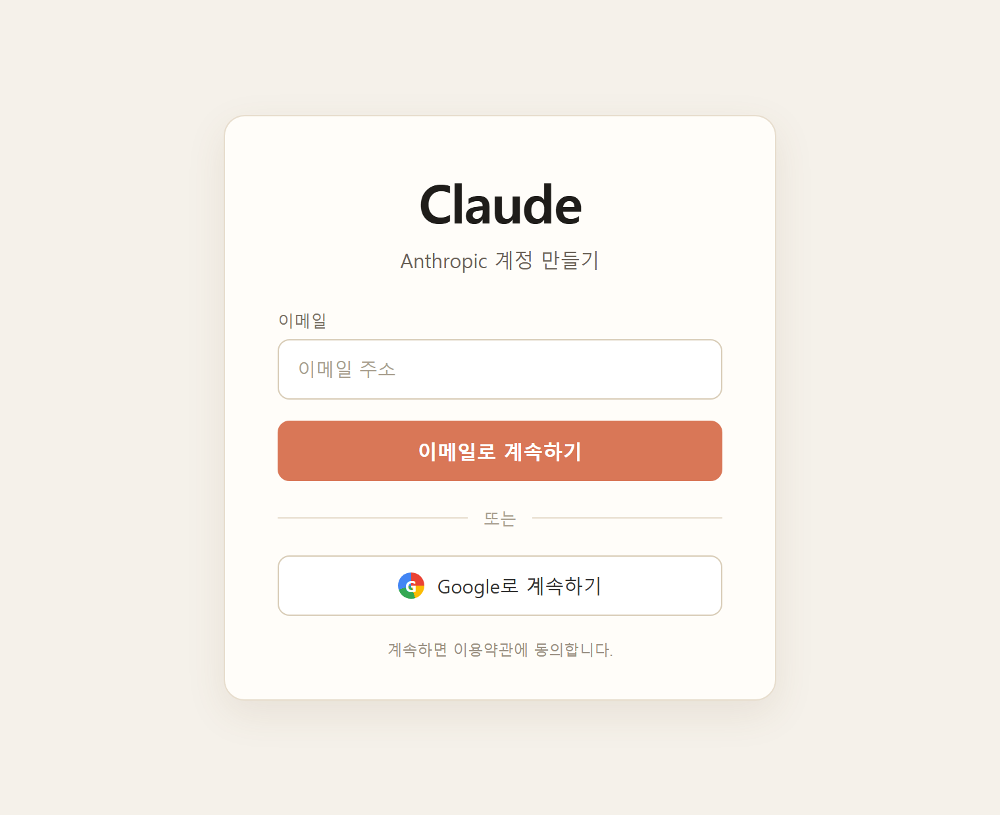 Claude
Anthropic 계정 만들기
이메일
이메일 주소
이메일로 계속하기
또는
G Google로 계속하기
계속하면 이용약관에 동의합니다.